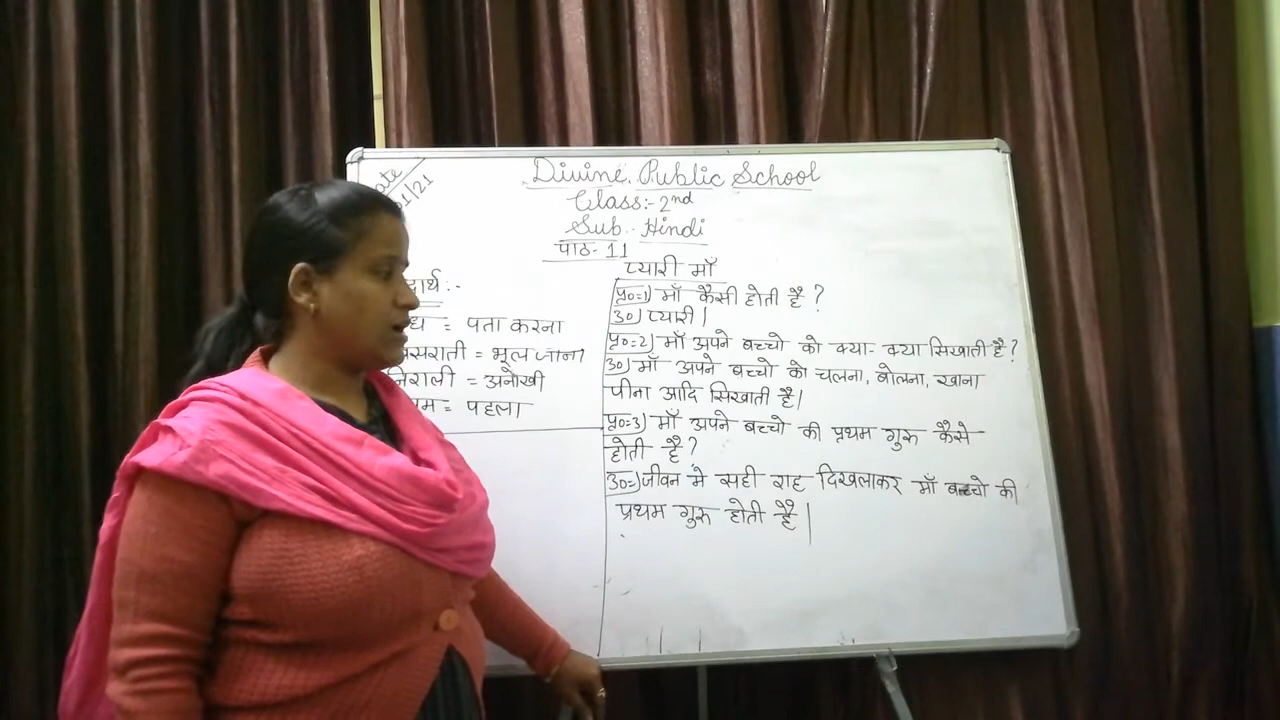 Divine Public School
Class:- 2nd
Sub:- Hindi
पाठ- 11
प्यारी माँ
= पता करना
= भूल जाना
निराली = अनोखी
= पहला
प्र०=1) माँ कैसी होती है ?
उ०) प्यारी |
प्र०=2) माँ अपने बच्चो को क्या- क्या सिखाती है ?
उ०) माँ अपने बच्चो को चलना, बोलना, खाना
पीना आदि सिखाती है |
प्र०=3) माँ अपने बच्चो की प्रथम गुरु कैसे
होती है ?
उ०=) जीवन मे सही राह दिखलाकर माँ बच्चो की
प्रथम गुरु होती है |